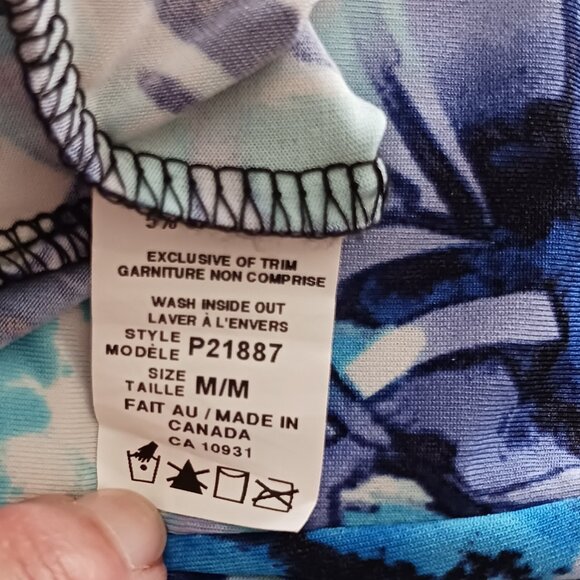 5%
EXCLUSIVE OF TRIM
GARNITURE NON COMPRISE
WASH INSIDE OUT
LAVER À L'ENVERS
STYLE
MODÈLE P21887
SIZE
TAILLE M/M
FAIT AU / MADE IN
CANADA
CA 10931